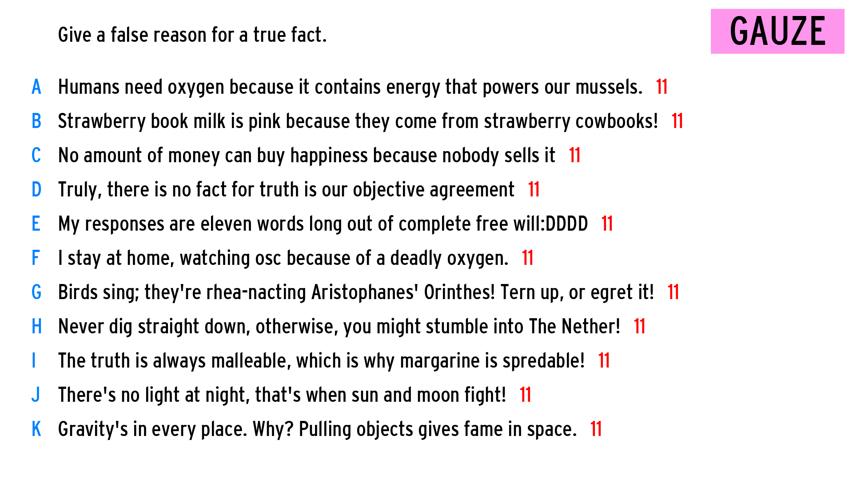 Give a false reason for a true fact.
GAUZE
A Humans need oxygen because it contains energy that powers our mussels. 11
B Strawberry book milk is pink because they come from strawberry cowbooks! 11
C No amount of money can buy happiness because nobody sells it 11
D Truly, there is no fact for truth is our objective agreement 11
E My responses are eleven words long out of complete free will:DDDD 11
F I stay at home, watching osc because of a deadly oxygen. 11
G Birds sing; they're rhea-nacting Aristophanes' Orinthes! Tern up, or egret it! 11
H Never dig straight down, otherwise, you might stumble into The Nether! 11
I The truth is always malleable, which is why margarine is spredable! 11
J There's no light at night, that's when sun and moon fight! 11
K Gravity's in every place. Why? Pulling objects gives fame in space. 11